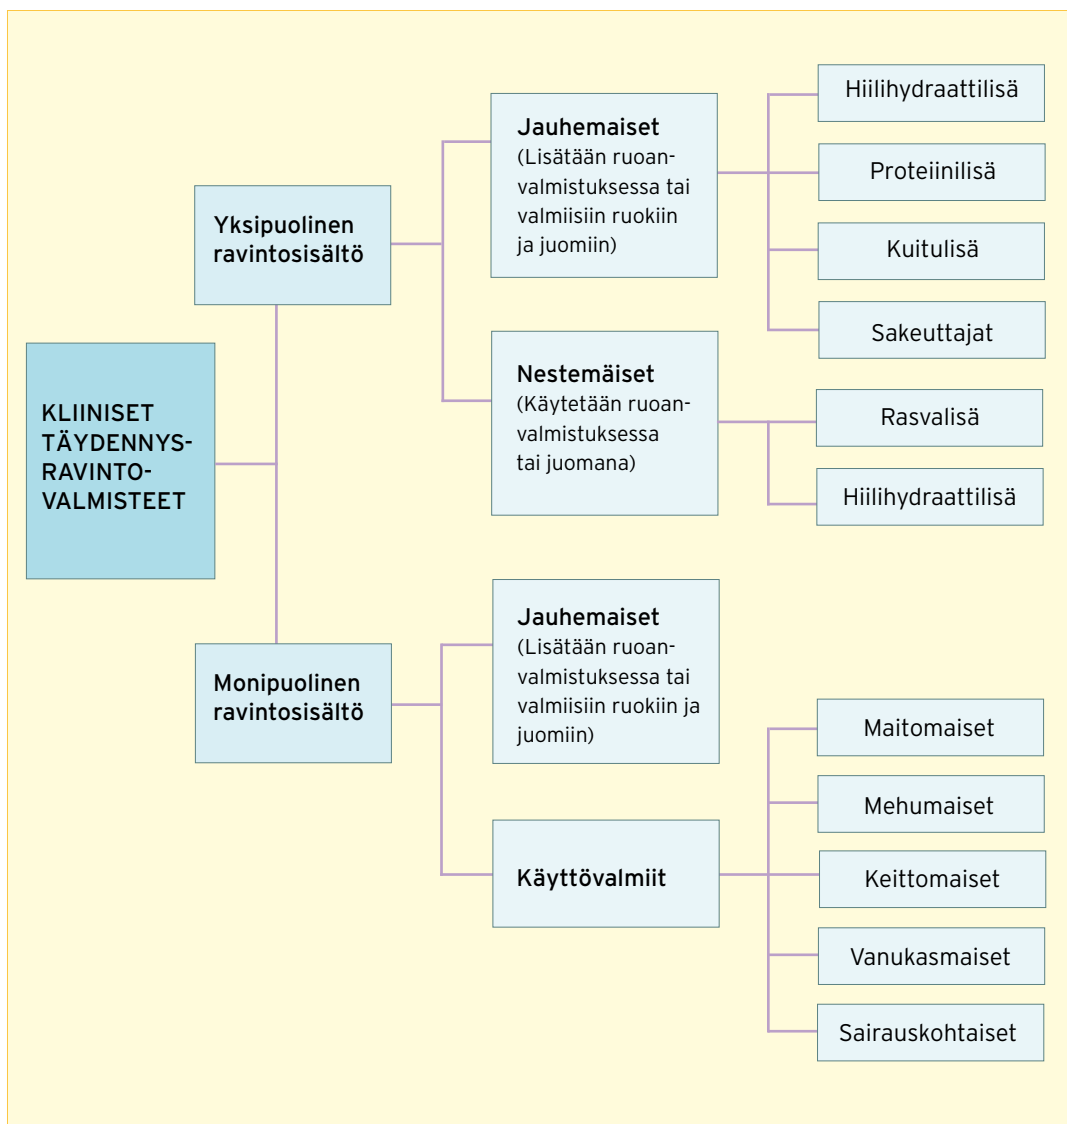 KLIINISET
TÄYDENNYS-
RAVINTO-
VALMISTEET
Yksipuolinen
ravintosisältö
Jauhemaiset
(Lisätään ruoan-
valmistuksessa tai
valmiisiin ruokiin
ja juomiin)
Hiilihydraattilisä
Proteiinilisä
Kuitulisä
Sakeuttajat
Nestemäiset
(Käytetään ruoan-
valmistuksessa
tai juomana)
Rasvalisä
Hiilihydraattilisä
Monipuolinen
ravintosisältö
Jauhemaiset
(Lisätään ruoan-
valmistuksessa tai
valmiisiin ruokiin ja
juomiin)
Käyttövalmiit
Maitomaiset
Mehumaiset
Keittomaiset
Vanukasmaiset
Sairauskohtaiset